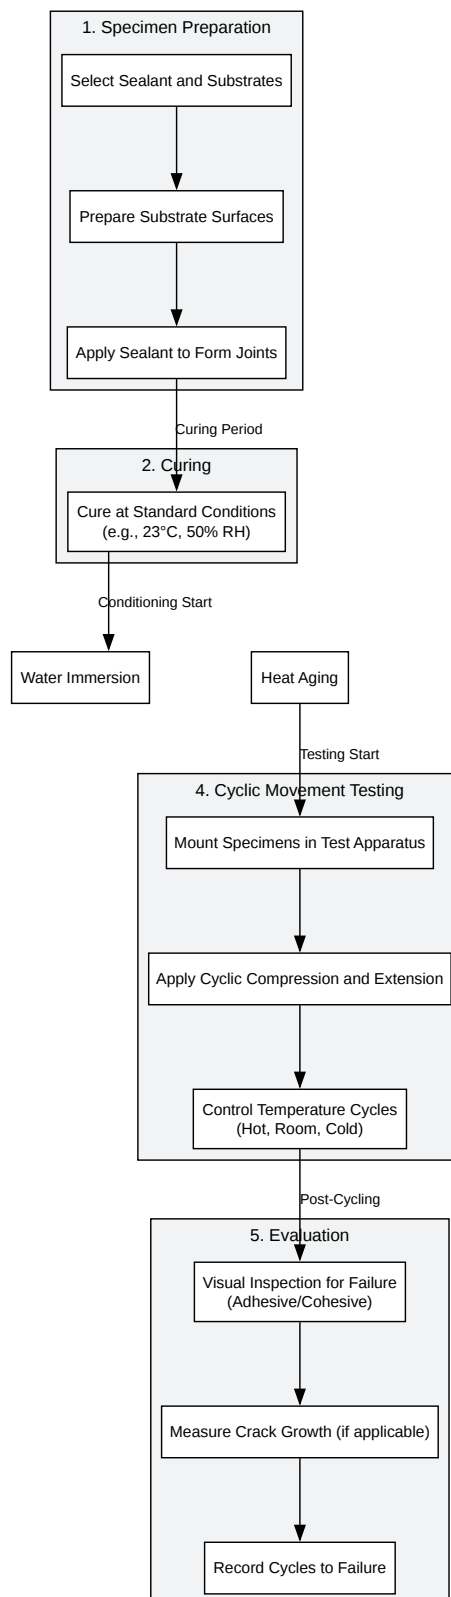 1. Specimen Preparation
Select Sealant and Substrates
Prepare Substrate Surfaces
Apply Sealant to Form Joints
Curing Period
2. Curing
Cure at Standard Conditions
(e.g., 23°C, 50% RH)
Conditioning Start
Water Immersion
Heat Aging
Testing Start
4. Cyclic Movement Testing
Mount Specimens in Test Apparatus
Apply Cyclic Compression and Extension
Control Temperature Cycles
(Hot, Room, Cold)
Post-Cycling
5. Evaluation
Visual Inspection for Failure
(Adhesive/Cohesive)
Measure Crack Growth (if applicable)
Record Cycles to Failure